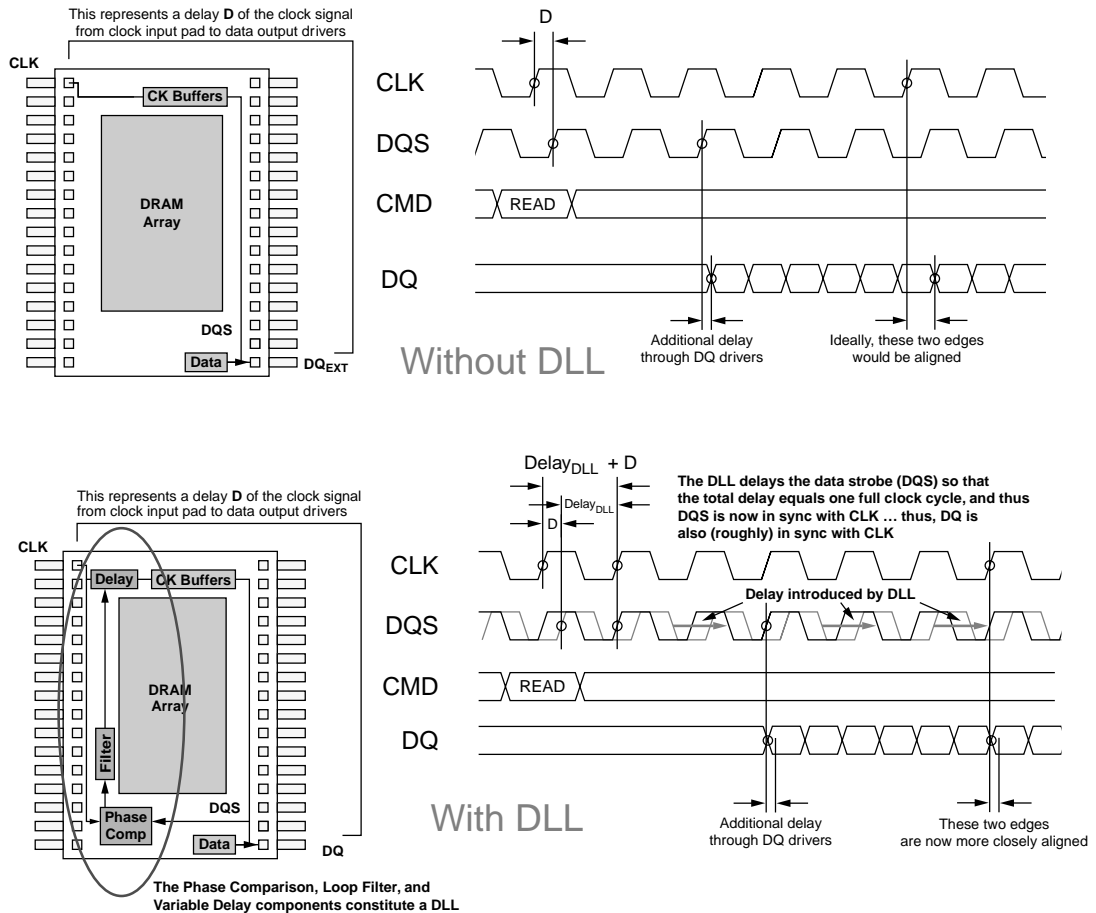 This represents a delay D of the clock signal
from clock input pad to data output drivers
CLK
CK Buffers
DRAM
Array
DQS
Data
DQEXT
D
CLK
DQS
CMD
READ
DQ
Additional delay
through DQ drivers
Ideally, these two edges
would be aligned
Without DLL
This represents a delay D of the clock signal
from clock input pad to data output drivers
CLK
Delay
CK Buffers
DRAM
Array
Filter
DQS
Phase
Comp
Data
DQ
The Phase Comparison, Loop Filter, and
Variable Delay components constitute a DLL
DelayDLL + D
DelayDLL
D
The DLL delays the data strobe (DQS) so that
the total delay equals one full clock cycle, and thus
DQS is now in sync with CLK ... thus, DQ is
also (roughly) in sync with CLK
CLK
Delay introduced by DLL
DQS
CMD
READ
DQ
Additional delay
through DQ drivers
These two edges
are now more closely aligned
With DLL